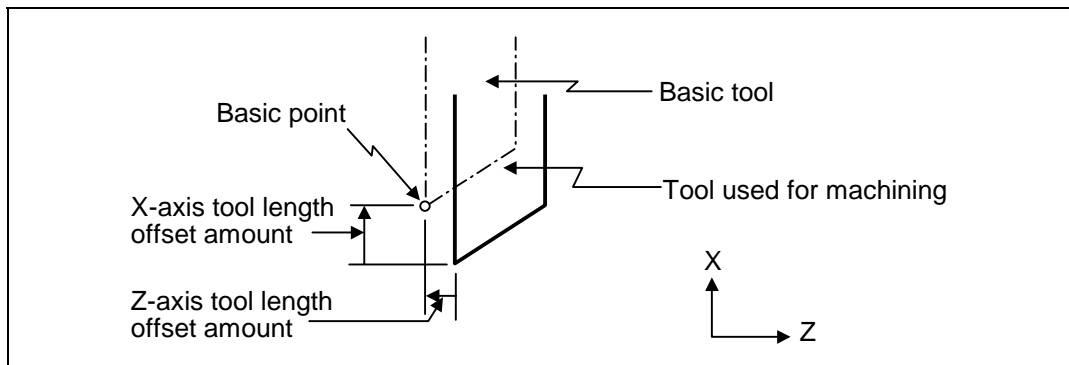 Basic tool
Basic point
Tool used for machining
X-axis tool length
offset amount
Z-axis tool length
offset amount
X
Z